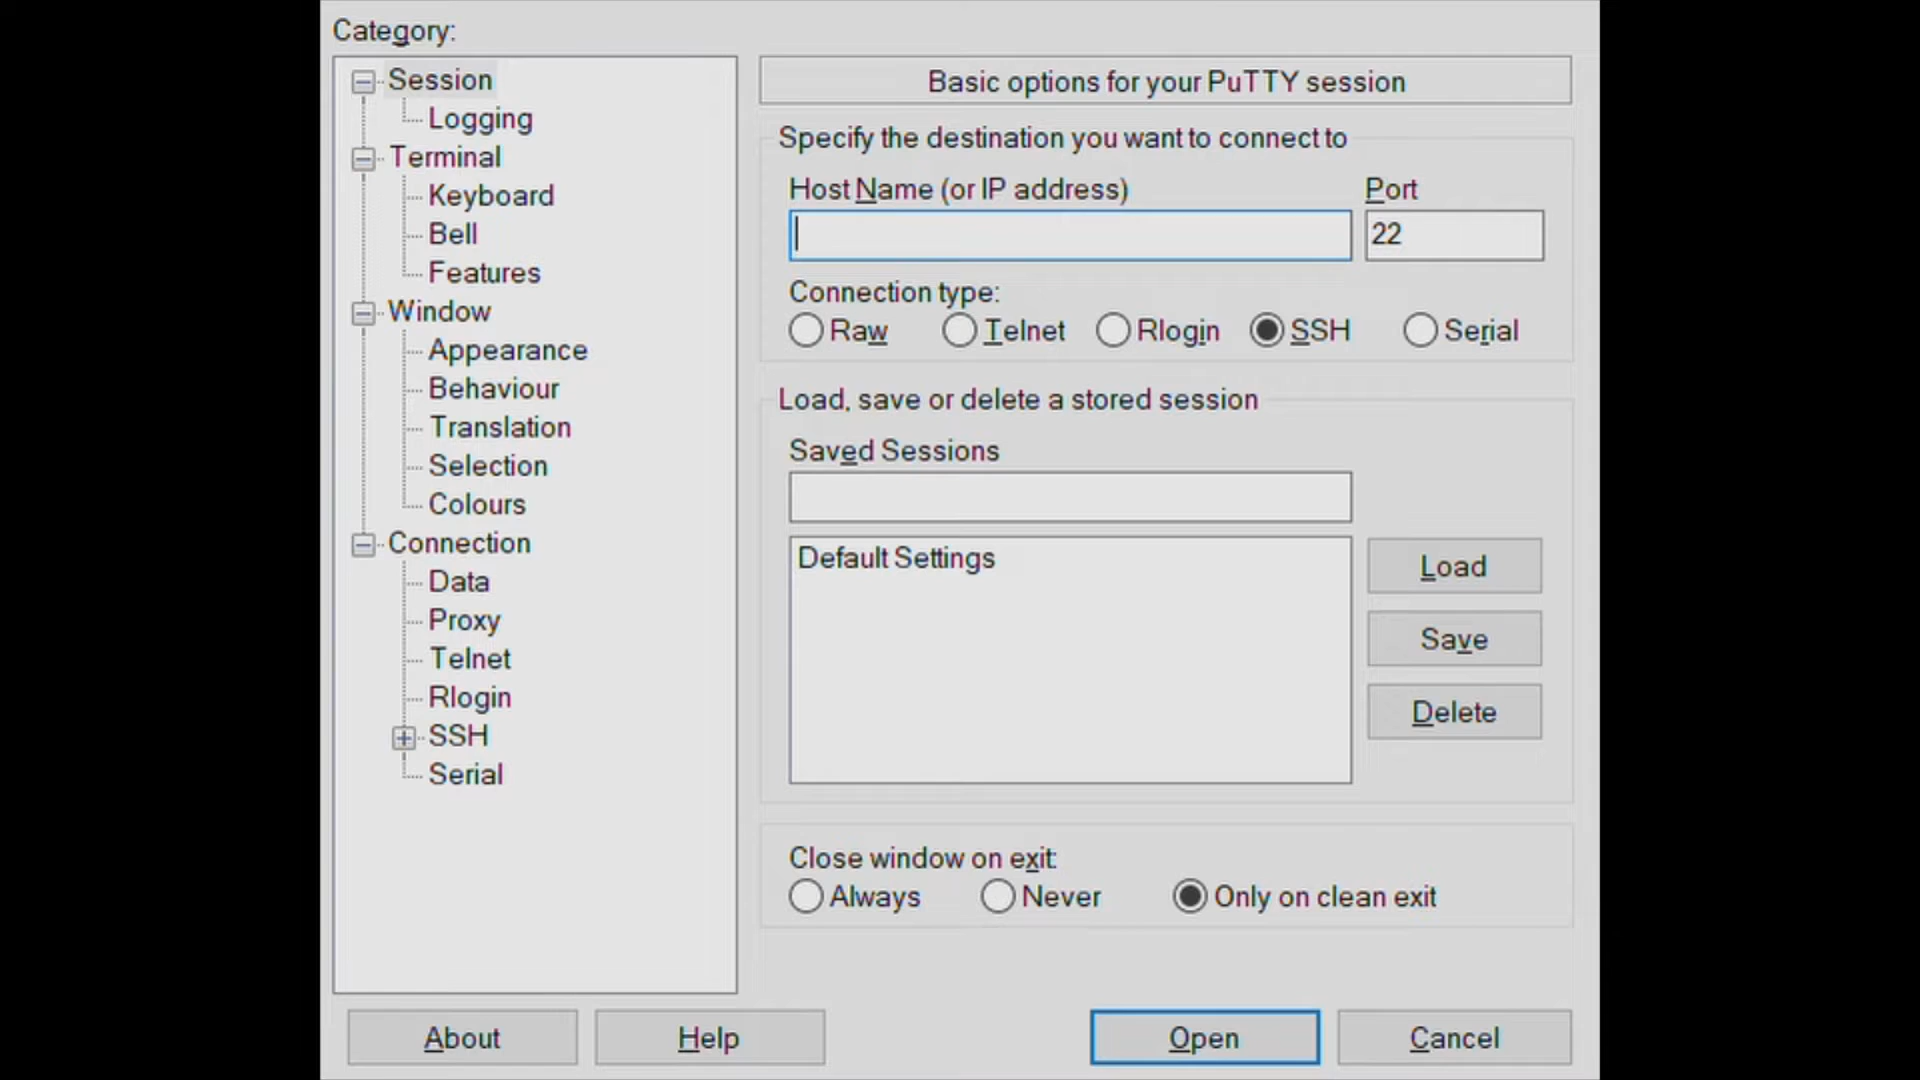 Category:
Session
Logging
Terminal
Keyboard
Bell
Features
Window
Appearance
Behaviour
Translation
Selection
Colours
Connection
Data
Proxy
Telnet
Rlogin
SSH
Serial
Basic options for your PuTTY session
Specify the destination you want to connect to
Host Name (or IP address) Port
22
Connection type:
Raw Telnet Rlogin SSH Serial
Load, save or delete a stored session
Saved Sessions
Default Settings
Load
Save
Delete
Close window on exit:
Always Never Only on clean exit
About Help Open Cancel